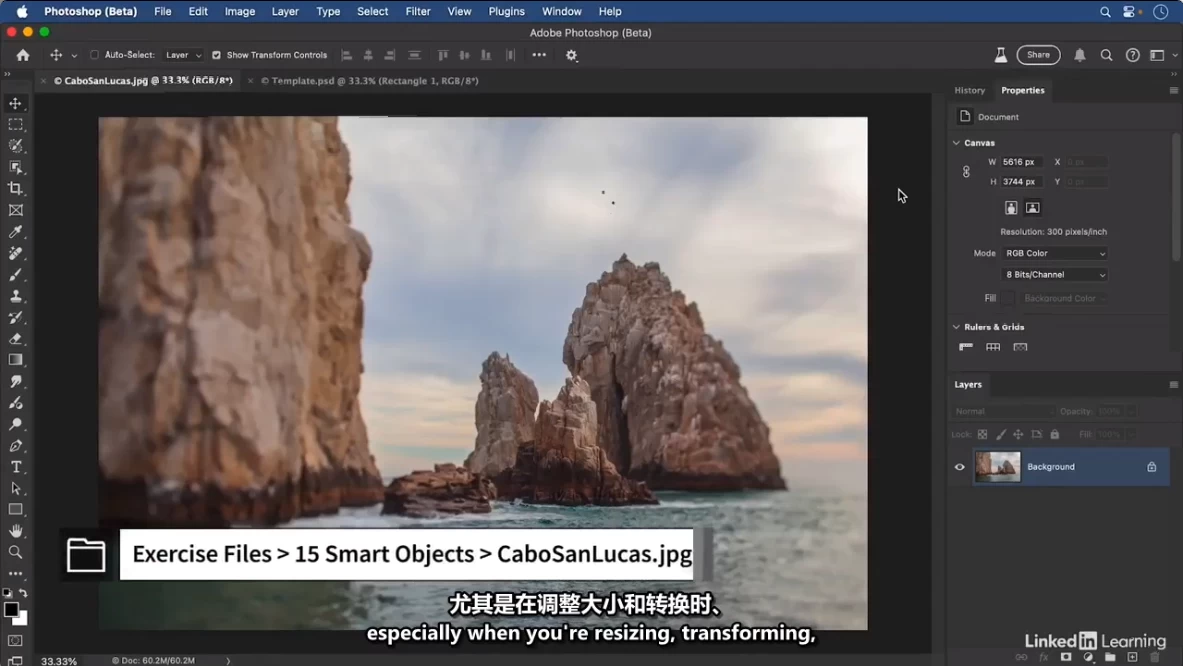 Photoshop (Beta) File Edit Image Layer Type Select Filter View Plugins Window Help
Adobe Photoshop (Beta)
Auto-Select: Layer Show Transform Controls
Share
© CaboSanLucas.jpg @ 33.3% (RGB/8*)
© Template.psd @ 33.3% (Rectangle 1, RGB/8*)
History Properties
Document
Canvas
W 5616 px X 0 px
H 3744 px Y 0 px
Resolution: 300 pixels/inch
Mode RGB Color
8 Bits/Channel
Fill Background Color
Rulers & Grids
Layers
Normal Opacity: 100%
Lock: Fill: 100%
Background
Exercise Files > 15 Smart Objects > CaboSanLucas.jpg
尤其是在调整大小和转换时、
especially when you're resizing, transforming,
LinkedIn Learning
33.33% Doc: 60.2M/60.2M